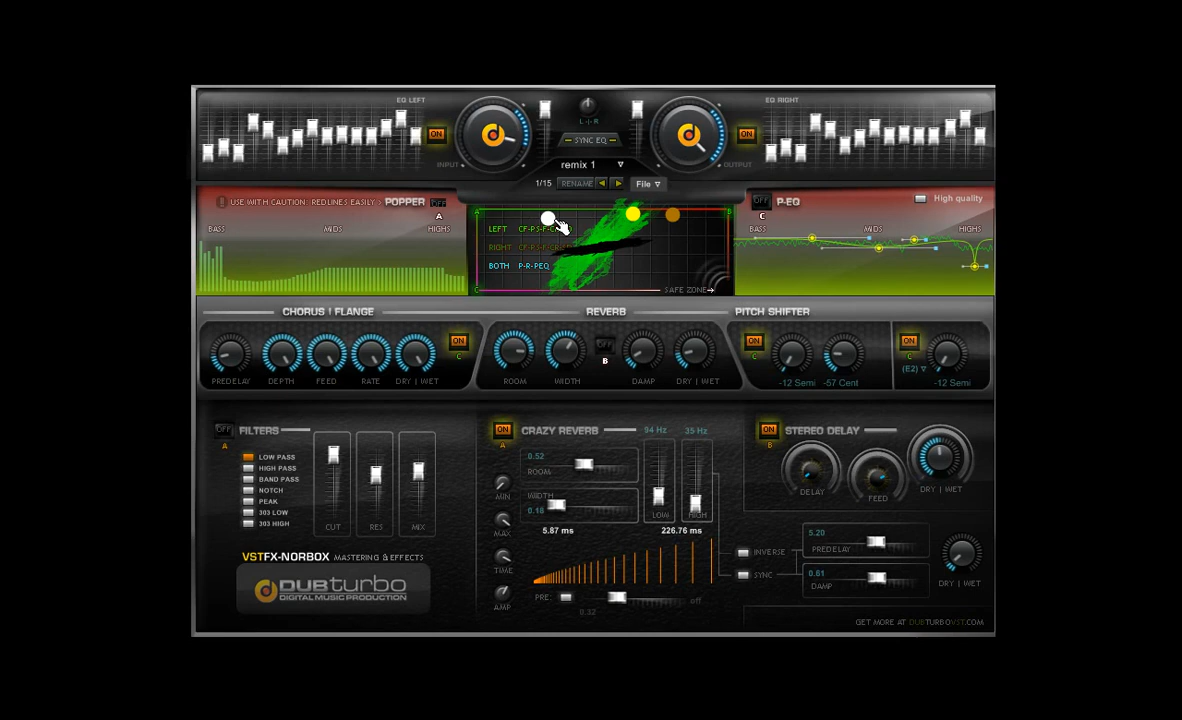 EQ LEFT
EQ RIGHT
L -|- R
ON
SYNC EQ
ON
INPUT
OUTPUT
remix 1
1/15
RENAME
File
USE WITH CAUTION: REDLINES EASILY >
POPPER
OFF
A
OFF
P-EQ
C
High quality
BASS
MIDS
HIGHS
A
B
BASS
MIDS
HIGHS
LEFT
RIGHT
BOTH P-R-PEQ
C
SAFE ZONE
CHORUS | FLANGE
REVERB
PITCH SHIFTER
ON
C
OFF
B
ON
C
ON
C
(E2)
PREDELAY
DEPTH
FEED
RATE
DRY | WET
ROOM
WIDTH
DAMP
DRY | WET
-12 Semi
-57 Cent
-12 Semi
OFF
FILTERS
A
ON
CRAZY REVERB
A
94 Hz
35 Hz
ON
STEREO DELAY
B
LOW PASS
HIGH PASS
BAND PASS
NOTCH
PEAK
303 LOW
303 HIGH
CUT
RES
MIX
0.52
ROOM
WIDTH
0.18
LOW
HIGH
MIN
MAX
TIME
AMP
5.87 ms
226.76 ms
DELAY
FEED
DRY | WET
INVERSE
SYNC
5.20
PREDELAY
0.61
DAMP
DRY | WET
PRE:
off
0.32
VSTFX-NORBOX MASTERING & EFFECTS
DUBturbo
DIGITAL MUSIC PRODUCTION
GET MORE AT DUBTURBOVST.COM